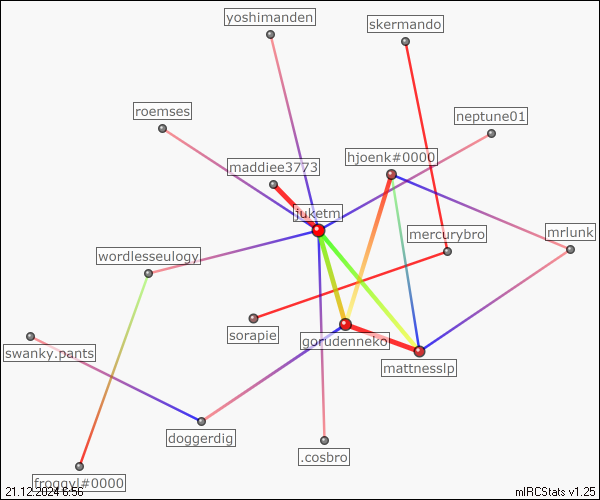 yoshimanden
skermando
roemses
neptune01
maddiee3773
hjoenk#0000
juketm
mercurybro
mrlunk
wordlesseulogy
sorapie
gorudenneko
swanky.pants
mattnesslp
doggerdig
.cosbro
froggyl#0000
21.12.2024 6:56
mIRCStats v1.25